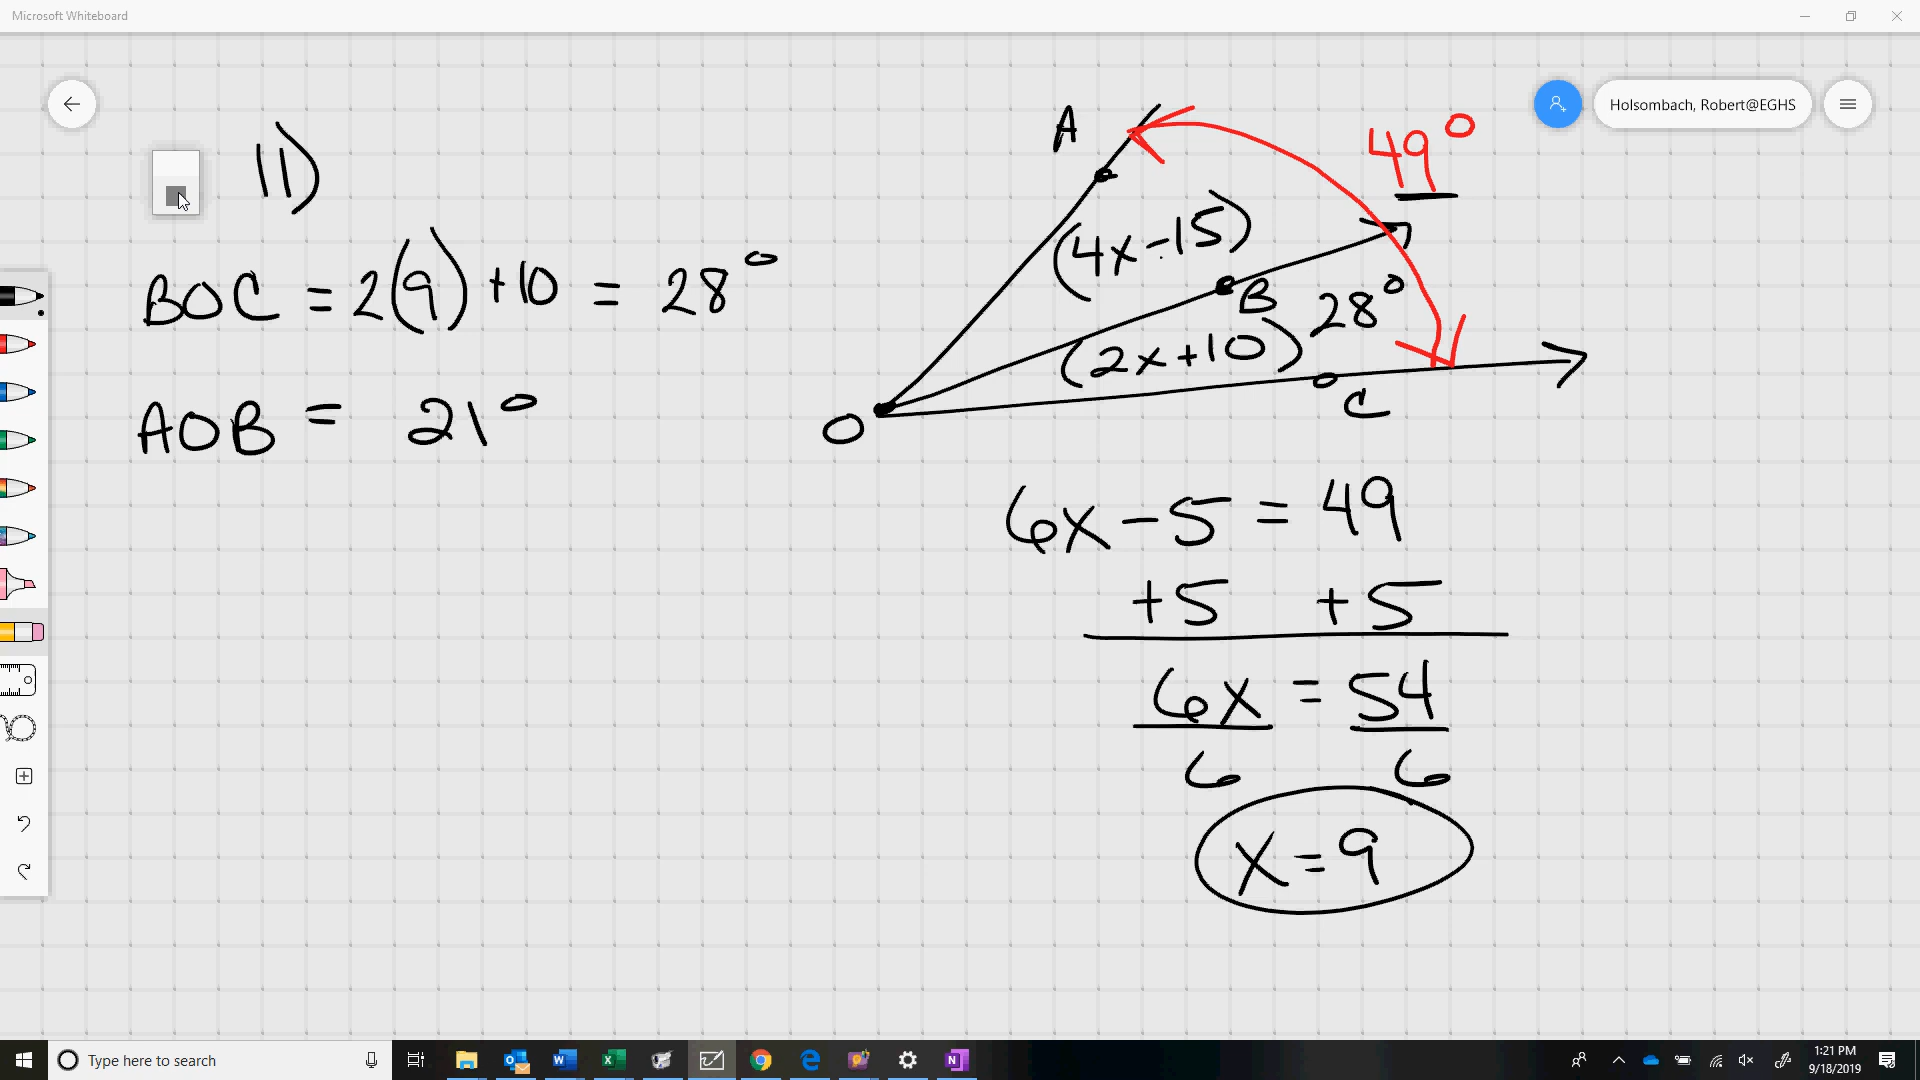 Microsoft Whiteboard
Holsombach, Robert@EGHS
11)
BOC = 2(9) +10 = 28°
AOB = 21°
A
49°
(4x-15)
B
28°
(2x+10)
O
C
6x - 5 = 49
+5 +5
6x = 54
6 6
x = 9
Type here to search
1:21 PM
9/18/2019